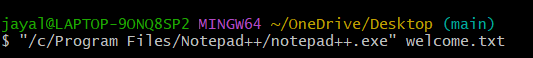 jayal@LAPTOP-9ONQ8SP2 MINGW64 ~/OneDrive/Desktop (main)
$ "/c/Program Files/Notepad++/notepad++.exe" welcome.txt